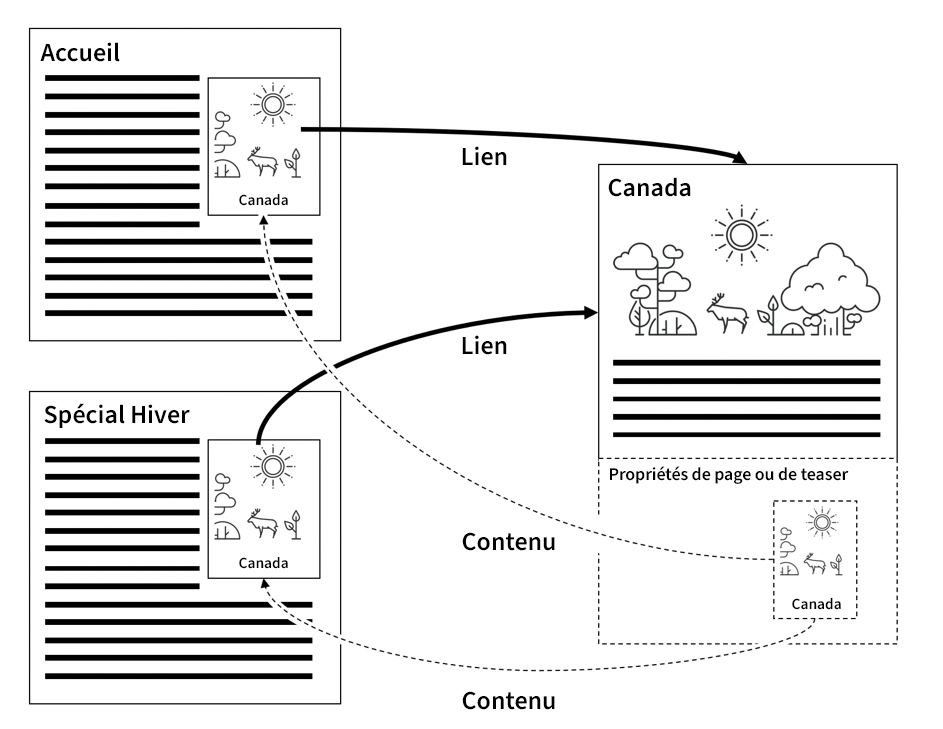 Accueil
Canada
Lien
Canada
Lien
Spécial Hiver
Canada
Propriétés de page ou de teaser
Contenu
Canada
Contenu